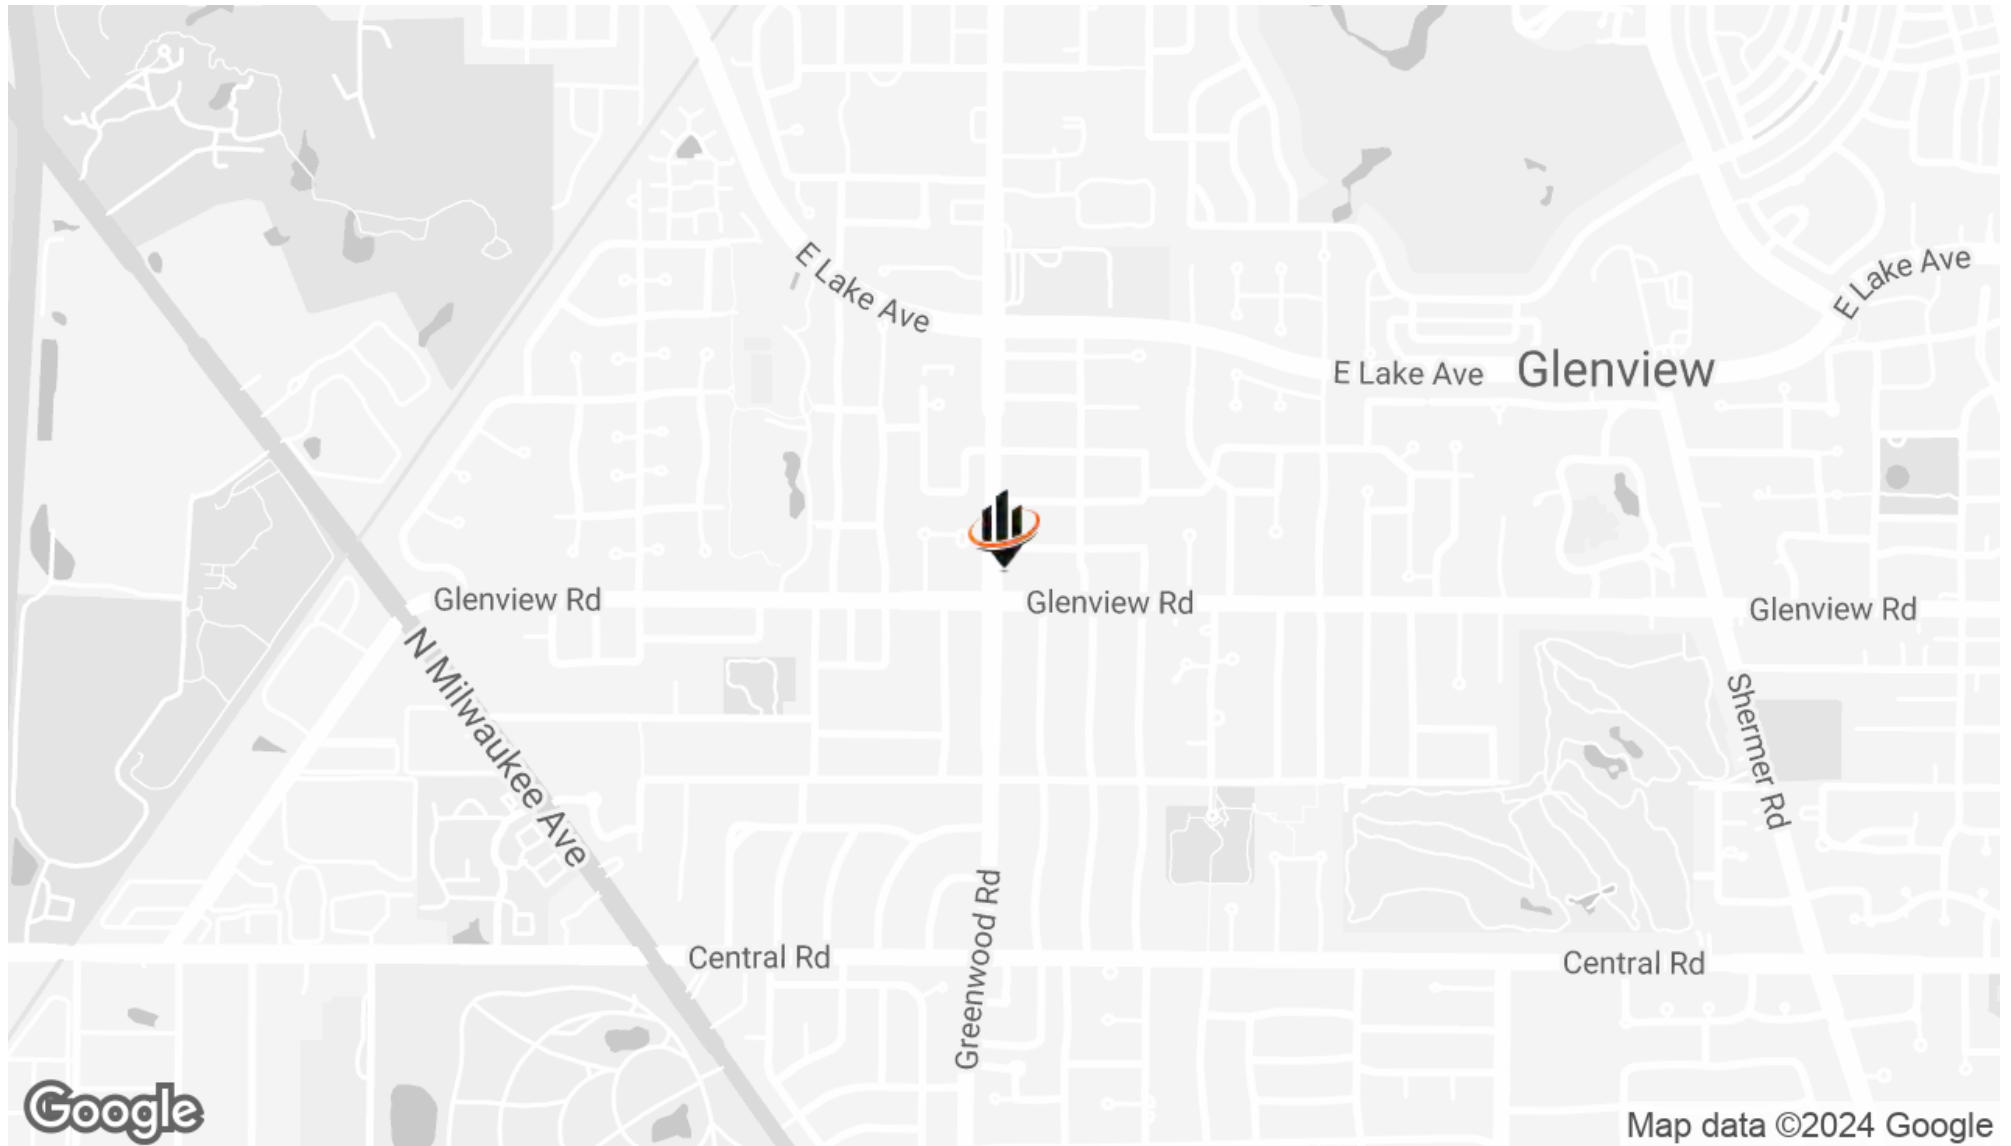 E Lake Ave
E Lake Ave
E Lake Ave
Glenview
Glenview Rd
Glenview Rd
Glenview Rd
N Milwaukee Ave
Shermer Rd
Greenwood Rd
Central Rd
Central Rd
Google
Map data ©2024 Google